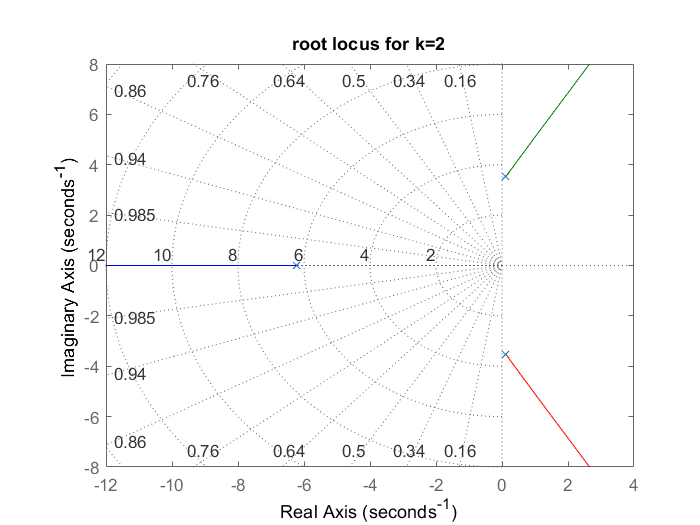 root locus for k=2
8
0.76 0.64 0.5 0.34 0.16
0.86
6
0.94
4
0.985
2
12 10 8 6 4 2
0
0.985
-2
0.94
-4
0.86
-6
0.76 0.64 0.5 0.34 0.16
-8
-12 -10 -8 -6 -4 -2 0 2 4
Real Axis (seconds⁻¹)
Imaginary Axis (seconds⁻¹)